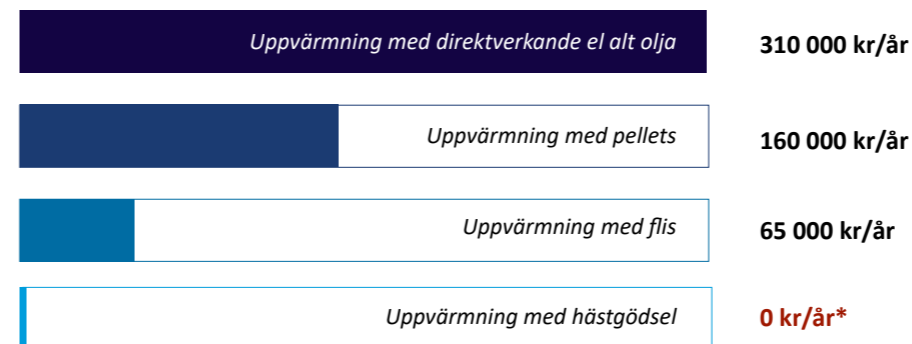 Uppvärmning med direktverkande el alt olja 310 000 kr/år
Uppvärmning med pellets 160 000 kr/år
Uppvärmning med flis 65 000 kr/år
Uppvärmning med hästgödsel 0 kr/år*